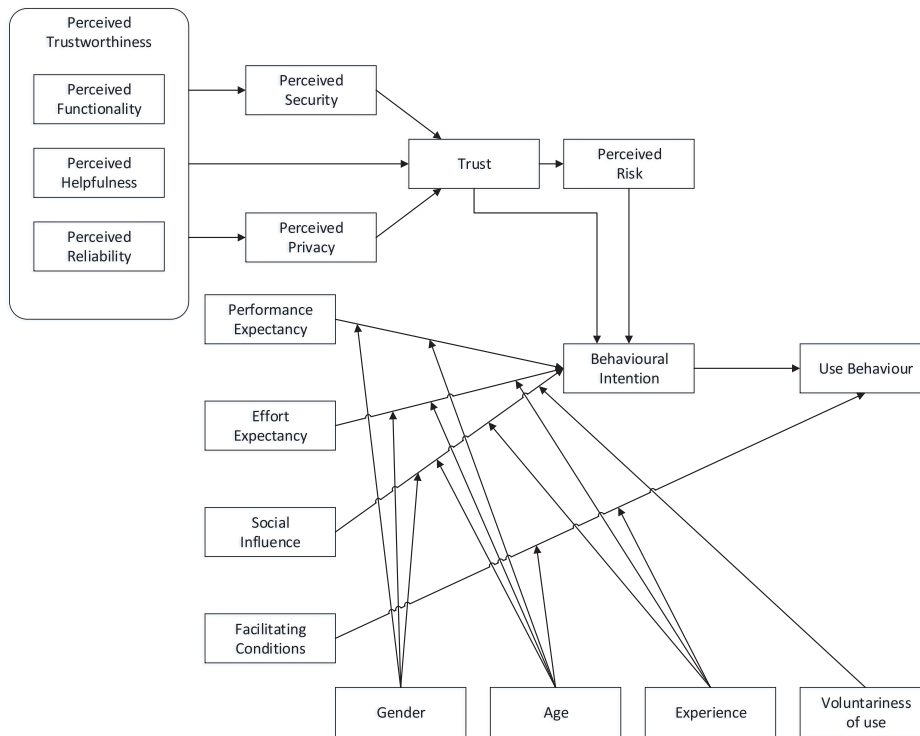 Perceived
Trustworthiness
Perceived
Functionality
Perceived
Helpfulness
Perceived
Reliability
Perceived
Security
Perceived
Privacy
Trust
Perceived
Risk
Performance
Expectancy
Effort
Expectancy
Social
Influence
Facilitating
Conditions
Behavioural
Intention
Use Behaviour
Gender
Age
Experience
Voluntariness
of use